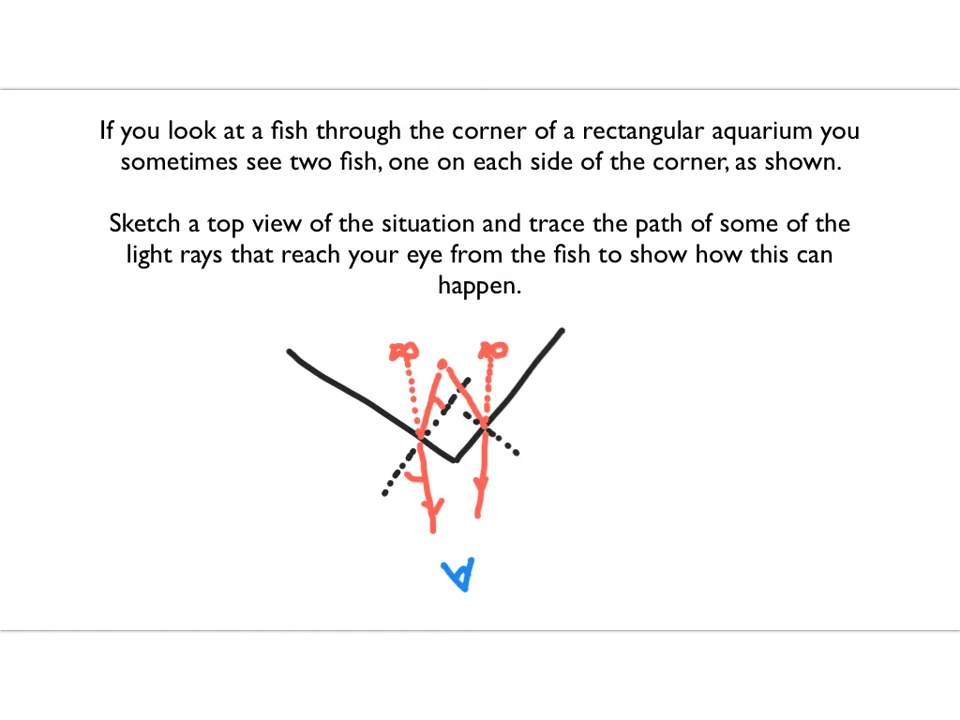 If you look at a fish through the corner of a rectangular aquarium you
sometimes see two fish, one on each side of the corner, as shown.
Sketch a top view of the situation and trace the path of some of the
light rays that reach your eye from the fish to show how this can
happen.